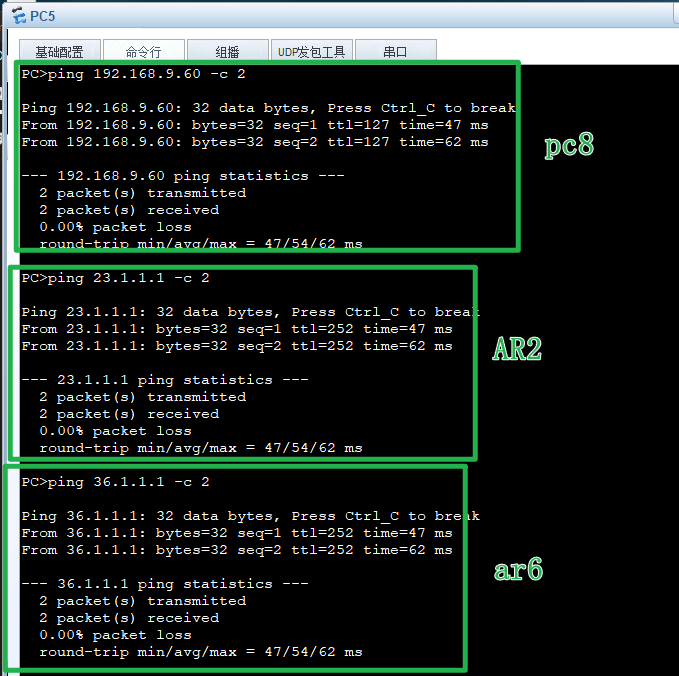 PC5
基础配置 命令行 组播 UDP发包工具 串口
PC>ping 192.168.9.60 -c 2
Ping 192.168.9.60: 32 data bytes, Press Ctrl_C to break
From 192.168.9.60: bytes=32 seq=1 ttl=127 time=47 ms
From 192.168.9.60: bytes=32 seq=2 ttl=127 time=62 ms
pc8
--- 192.168.9.60 ping statistics ---
2 packet(s) transmitted
2 packet(s) received
0.00% packet loss
round-trip min/avg/max = 47/54/62 ms
PC>ping 23.1.1.1 -c 2
Ping 23.1.1.1: 32 data bytes, Press Ctrl_C to break
From 23.1.1.1: bytes=32 seq=1 ttl=252 time=47 ms
From 23.1.1.1: bytes=32 seq=2 ttl=252 time=62 ms
AR2
--- 23.1.1.1 ping statistics ---
2 packet(s) transmitted
2 packet(s) received
0.00% packet loss
round-trip min/avg/max = 47/54/62 ms
PC>ping 36.1.1.1 -c 2
Ping 36.1.1.1: 32 data bytes, Press Ctrl_C to break
From 36.1.1.1: bytes=32 seq=1 ttl=252 time=47 ms
From 36.1.1.1: bytes=32 seq=2 ttl=252 time=62 ms
ar6
--- 36.1.1.1 ping statistics ---
2 packet(s) transmitted
2 packet(s) received
0.00% packet loss
round-trip min/avg/max = 47/54/62 ms